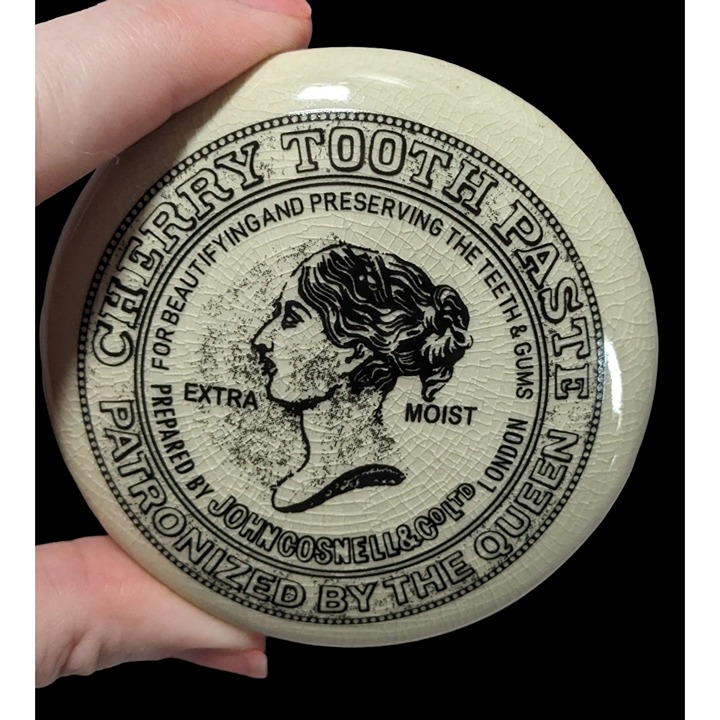 CHERRY TOOTH PASTE
PATRONIZED BY THE QUEEN
FOR BEAUTIFYING AND PRESERVING THE TEETH & GUMS
EXTRA MOIST
PREPARED BY JOHN COSNELL & CO LTD LONDON